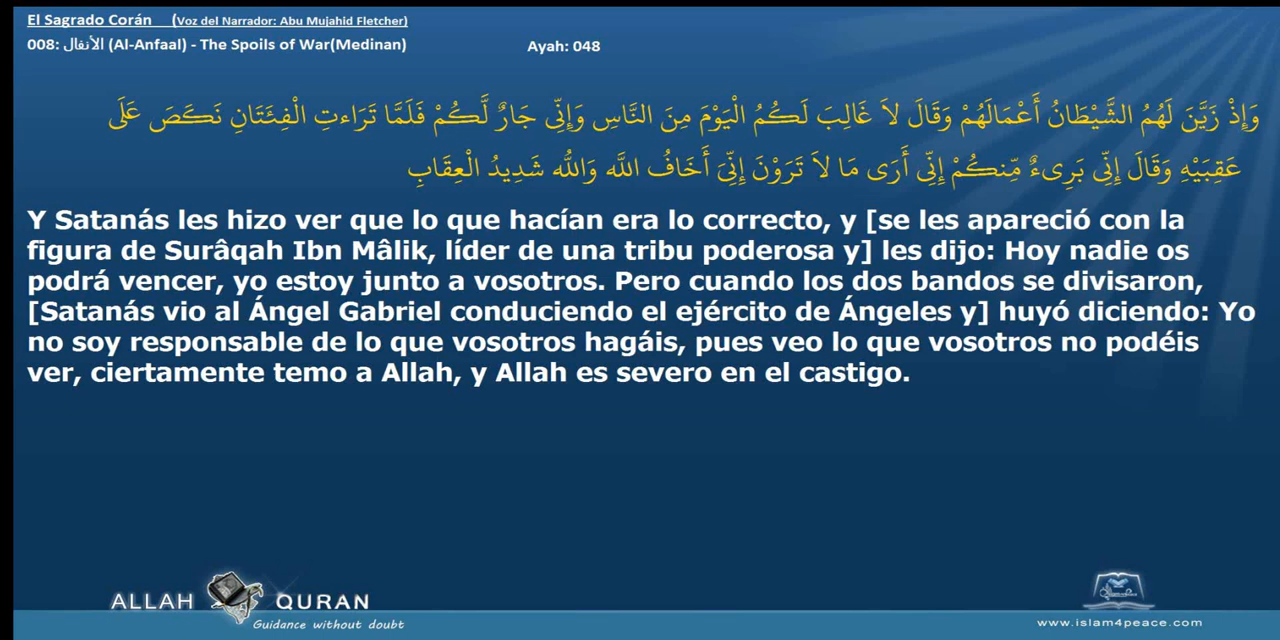 El Sagrado Corán (Voz del Narrador: Abu Mujahid Fletcher)
008: الأنفال (Al-Anfaal) - The Spoils of War(Medinan) Ayah: 048
وَإِذْ زَيَّنَ لَهُمُ الشَّيْطَانُ أَعْمَالَهُمْ وَقَالَ لاَ غَالِبَ لَكُمُ الْيَوْمَ مِنَ النَّاسِ وَإِنِّي جَارٌ لَّكُمْ فَلَمَّا تَرَاءتِ الْفِئَتَانِ نَكَصَ عَلَى
عَقِبَيْهِ وَقَالَ إِنِّي بَرِيءٌ مِّنكُمْ إِنِّي أَرَى مَا لاَ تَرَوْنَ إِنِّيَ أَخَافُ اللّهَ وَاللّهُ شَدِيدُ الْعِقَابِ
Y Satanás les hizo ver que lo que hacían era lo correcto, y [se les apareció con la
figura de Surâqah Ibn Mâlik, líder de una tribu poderosa y] les dijo: Hoy nadie os
podrá vencer, yo estoy junto a vosotros. Pero cuando los dos bandos se divisaron,
[Satanás vio al Ángel Gabriel conduciendo el ejército de Ángeles y] huyó diciendo: Yo
no soy responsable de lo que vosotros hagáis, pues veo lo que vosotros no podéis
ver, ciertamente temo a Allah, y Allah es severo en el castigo.
ALLAH QURAN
Guidance without doubt
www.islam4peace.com